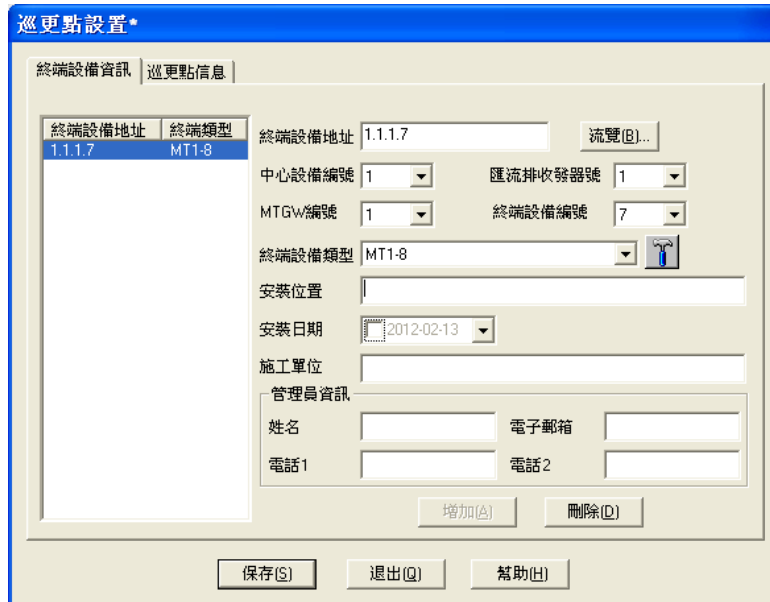 巡更點設置*
終端設備資訊 巡更點信息
終端設備地址 終端類型
1.1.1.7 MT1-8
終端設備地址 1.1.1.7 流覽(B)...
中心設備編號 1 匯流排收發器號 1
MTGW編號 1 終端設備編號 7
終端設備類型 MT1-8
安裝位置
安裝日期 2012-02-13
施工單位
管理員資訊
姓名 電子郵箱
電話1 電話2
增加(A) 刪除(D)
保存(S) 退出(Q) 幫助(H)